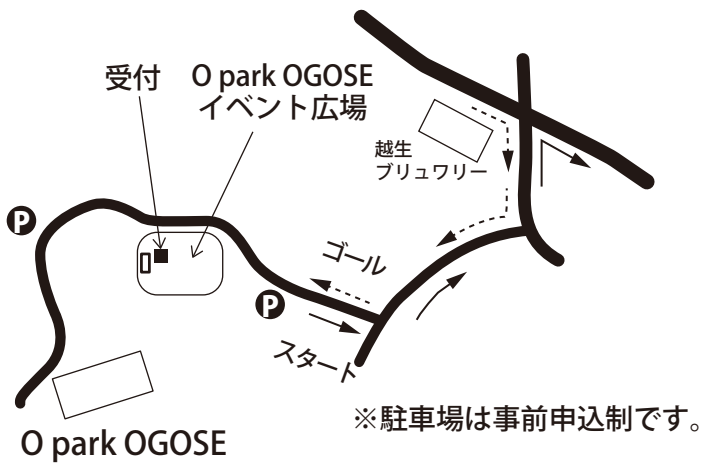 受付
O park OGOSE
イベント広場
越生
ブリュワリー
P
ゴール
P
スタート
O park OGOSE
※駐車場は事前申込制です。